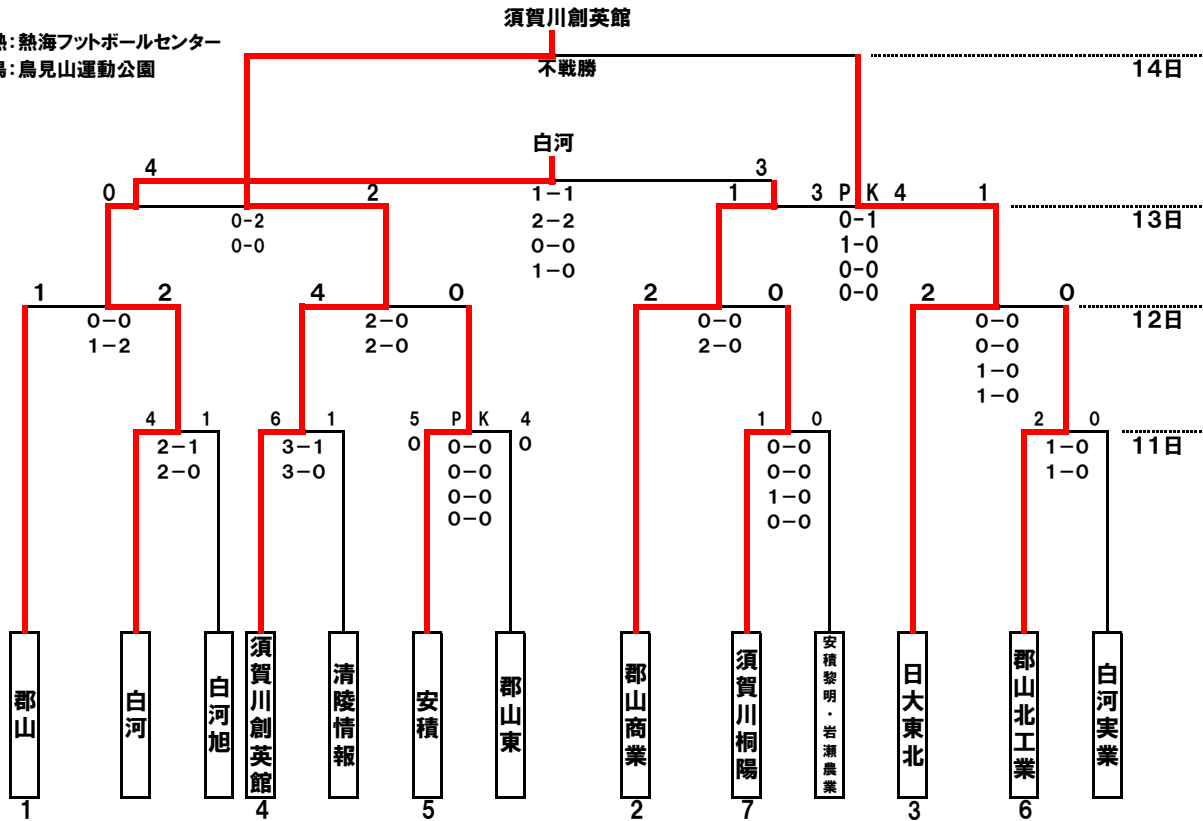 須賀川創英館
熱：熱海フットボールセンター
鳥：鳥見山運動公園
不戦勝
14日
白河
4 3
0 2 1 3 PK 4 1
1－1
0－2 0－1
13日
2－2
0－0 1－0
0－0 0－0
1－0 0－0
1 2 4 0 2 0 2 0
0－0 2－0 0－0 0－0
12日
1－2 2－0 2－0 0－0
1－0
1－0
4 1 6 1 5 PK 4 1 0 2 0
0 0
2－1 3－1 0－0 0－0 1－0
11日
2－0 3－0 0－0 0－0 1－0
0－0 1－0
0－0 0－0
郡山
白河
白河旭
須賀川創英館
清陵情報
安積
郡山東
郡山商業
須賀川桐陽
安積黎明・岩瀬農業
日大東北
郡山北工業
白河実業
1 4 5 2 7 3 6